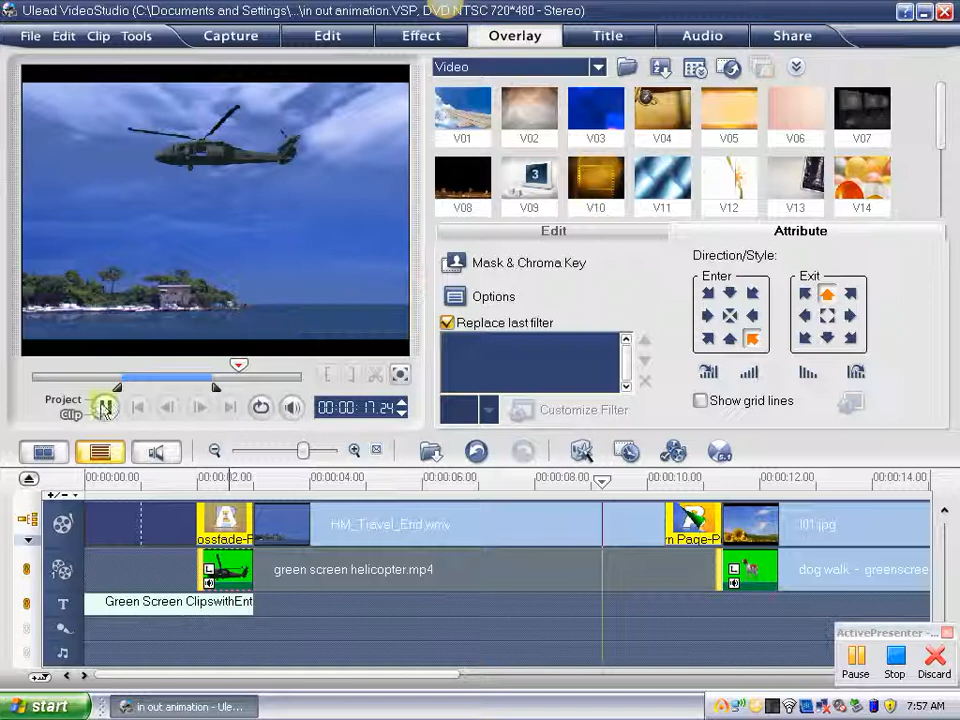 Ulead VideoStudio (C:\Documents and Settings\...\in out animation.VSP, DVD NTSC 720*480 - Stereo)
File Edit Clip Tools Capture Edit Effect Overlay Title Audio Share
Video
V01 V02 V03 V04 V05 V06 V07
3
V08 V09 V10 V11 V12 V13 V14
Edit Attribute
Mask & Chroma Key
Options
Replace last filter
Customize Filter
Direction/Style:
Enter Exit
Show grid lines
Project
Clip
00:00:17.24
00:00:00.00 00:00:02.00 00:00:04.00 00:00:06.00 00:00:08.00 00:00:10.00 00:00:12.00 00:00:14.00
ossfade-F HM_Travel_End.wmv rn Page-P I01.jpg
L green screen helicopter.mp4 L dog walk - greenscree
T Green Screen ClipswithEnt
ActivePresenter -...
Pause Stop Discard
start in out animation - Ule... 7:57 AM